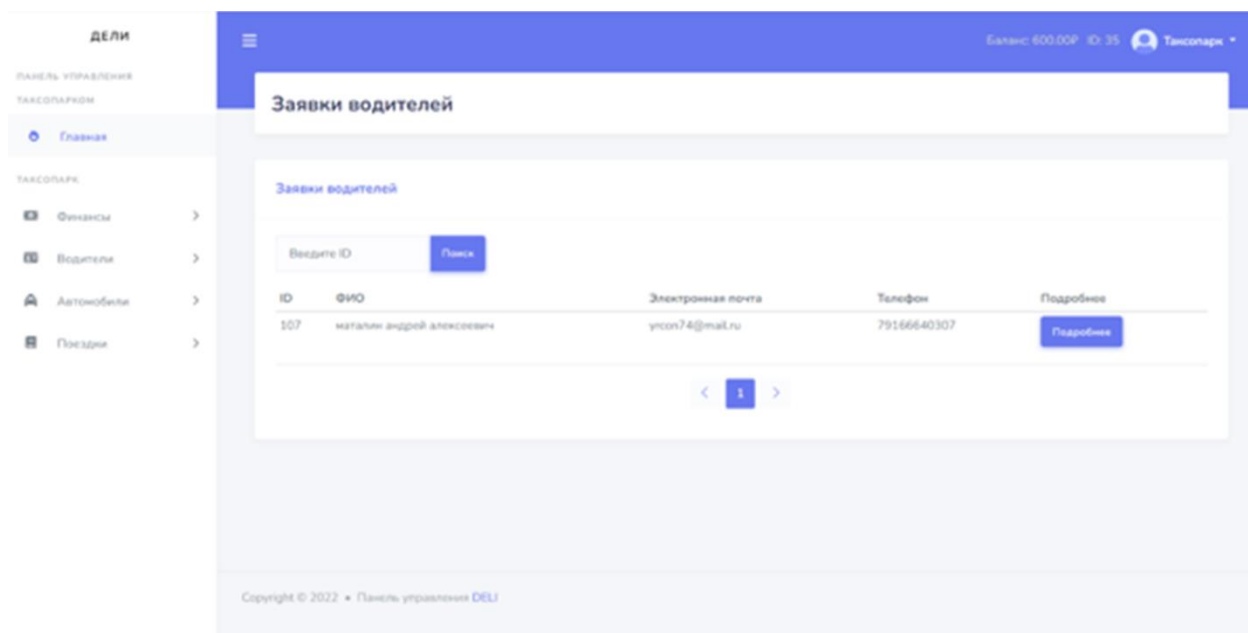 ДЕЛИ
Баланс: 600.00₽ ID: 35 Таксопарк
ПАНЕЛЬ УПРАВЛЕНИЯ
ТАКСОПАРКОМ
Заявки водителей
Главная
ТАКСОПАРК
Заявки водителей
Финансы
Водители
Введите ID Поиск
Автомобили
ID ФИО Электронная почта Телефон Подробнее
107 маталин андрей алексеевич yrcon74@mail.ru 79166640307 Подробнее
Поездки
1
Copyright © 2022 • Панель управления DELI